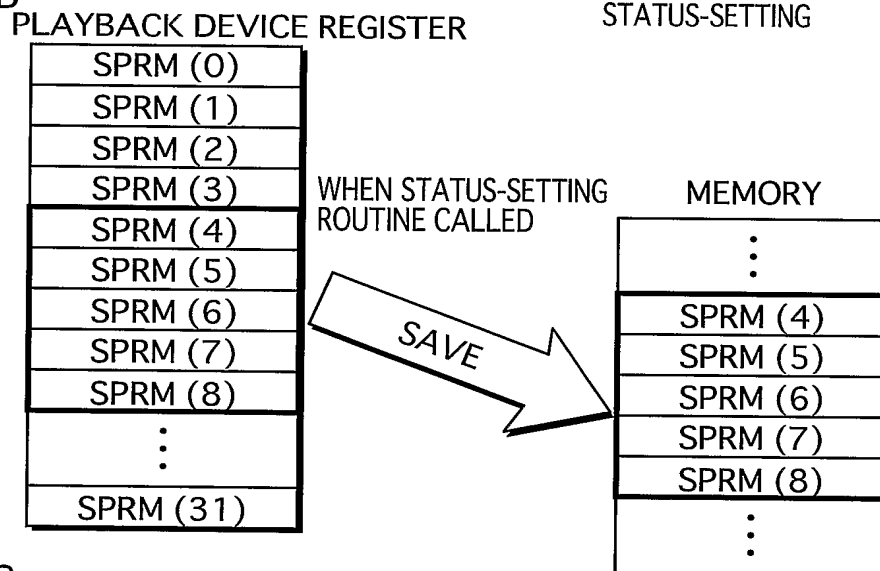 STATUS-SETTING
PLAYBACK DEVICE REGISTER
SPRM (0)
SPRM (1)
SPRM (2)
SPRM (3)
SPRM (4)
SPRM (5)
SPRM (6)
SPRM (7)
SPRM (8)
SPRM (31)
WHEN STATUS-SETTING
ROUTINE CALLED
SAVE
MEMORY
SPRM (4)
SPRM (5)
SPRM (6)
SPRM (7)
SPRM (8)